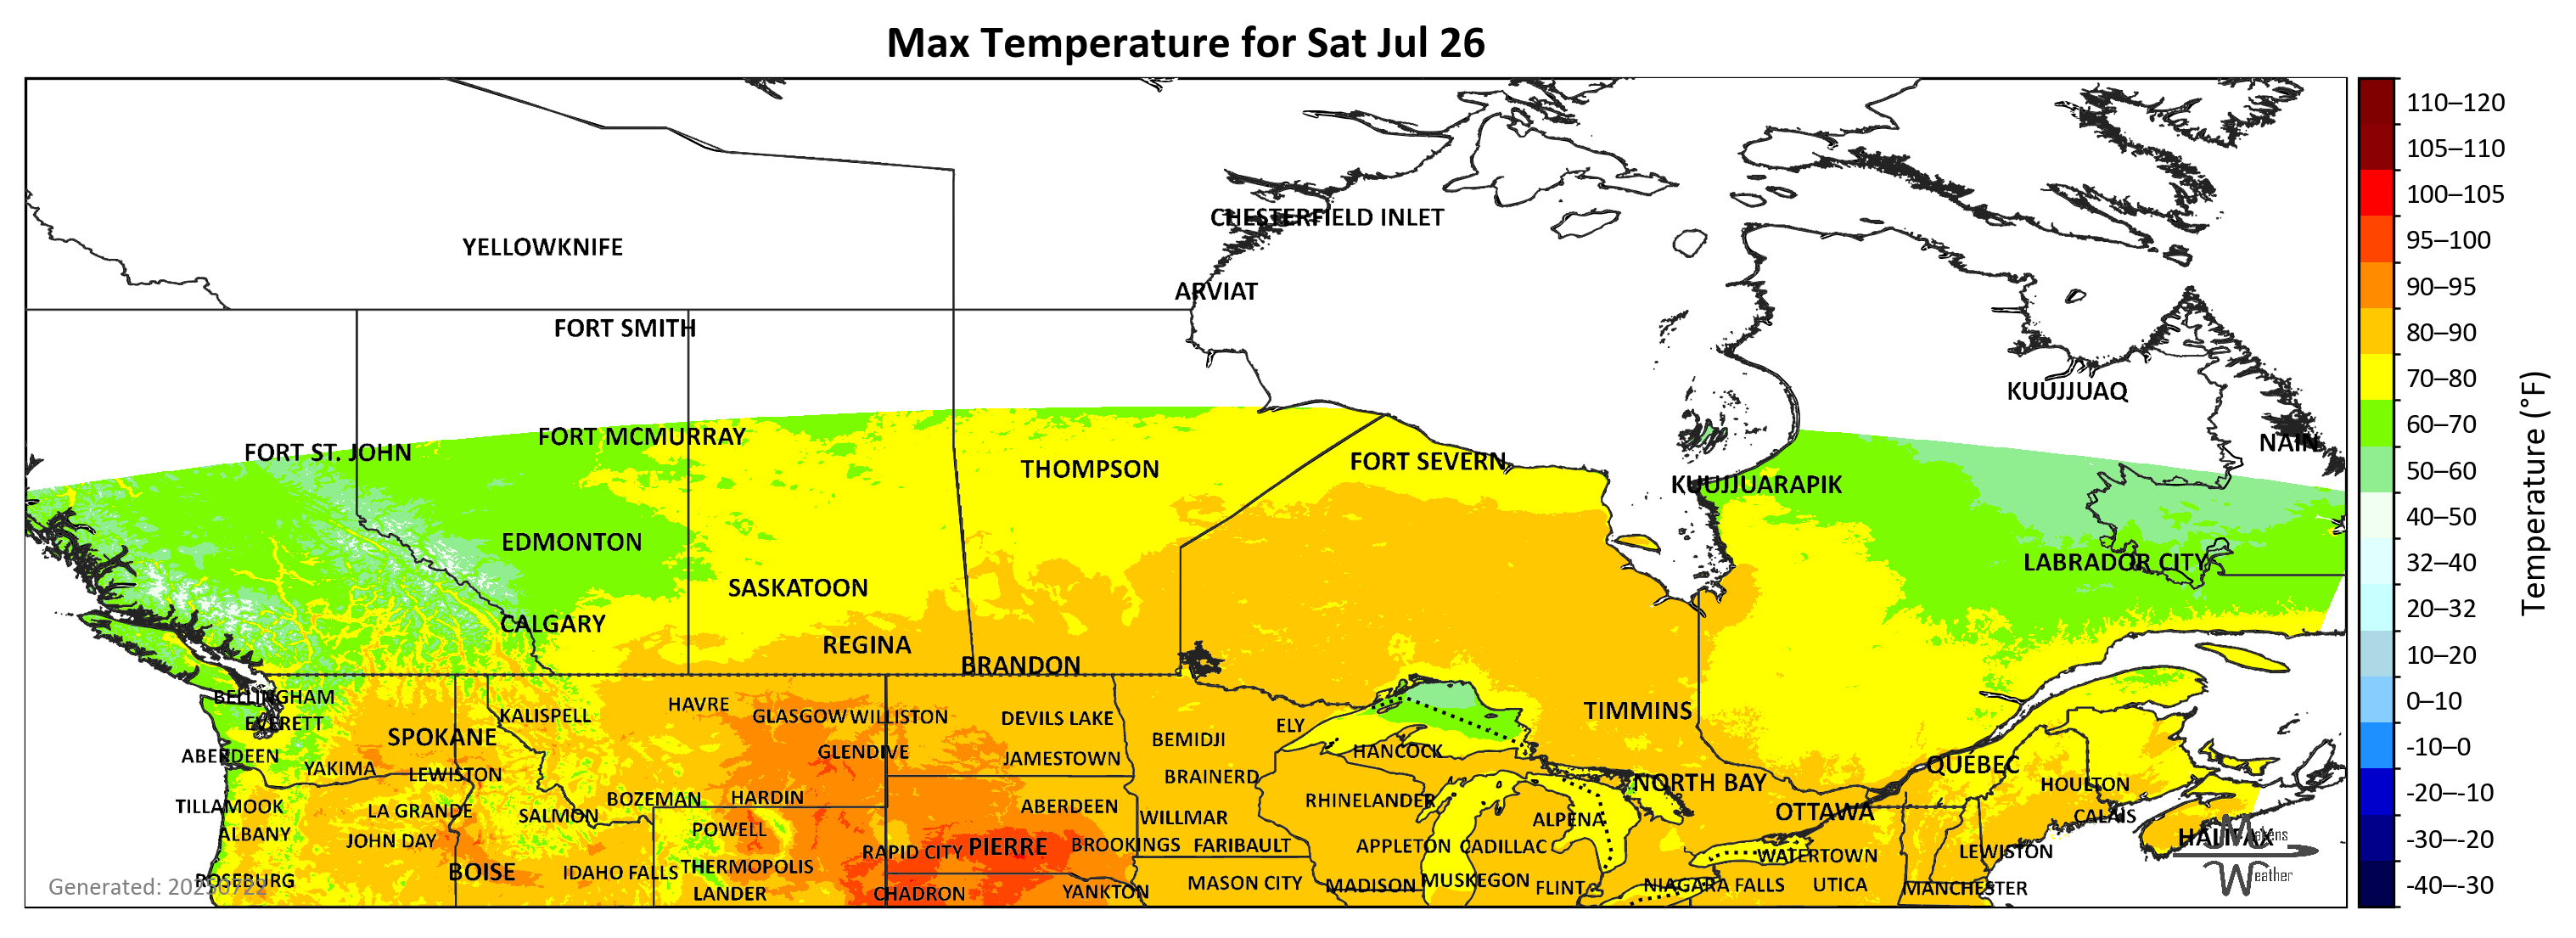 Max Temperature for Sat Jul 26
110–120
105–110
100–105
95–100
90–95
80–90
70–80
60–70
50–60
40–50
32–40
20–32
10–20
0–10
-10–0
-20–-10
-30–-20
-40–-30
Temperature (°F)
CHESTERFIELD INLET
YELLOWKNIFE
ARVIAT
FORT SMITH
KUUJJUAQ
FORT MCMURRAY
NAIN
FORT ST. JOHN
FORT SEVERN
THOMPSON
KUUJJUARAPIK
EDMONTON
LABRADOR CITY
SASKATOON
CALGARY
REGINA
BRANDON
BELLINGHAM
HAVRE
TIMMINS
KALISPELL
GLASGOW
WILLISTON
DEVILS LAKE
EVERETT
ELY
SPOKANE
BEMIDJI
HANCOCK
GLENDIVE
ABERDEEN
JAMESTOWN
QUÉBEC
YAKIMA
LEWISTON
BRAINERD
NORTH BAY
HOULTON
BOZEMAN
HARDIN
RHINELANDER
TILLAMOOK
ABERDEEN
LA GRANDE
SALMON
WILLMAR
ALPENA
OTTAWA
CALAIS
POWELL
ALBANY
HALIFAX
JOHN DAY
RAPID CITY
PIERRE
BROOKINGS
FARIBAULT
APPLETON
CADILLAC
WATERTOWN
LEWISTON
THERMOPOLIS
BOISE
IDAHO FALLS
ROSEBURG
MUSKEGON
MASON CITY
MADISON
FLINT
NIAGARA FALLS
UTICA
MANCHESTER
LANDER
CHADRON
YANKTON
Generated: 20250722
Makens
Weather